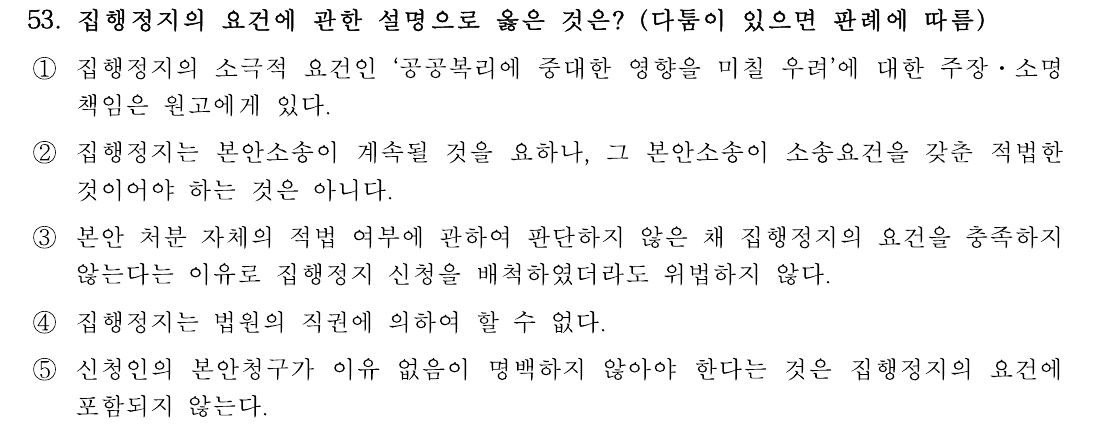 53. 집행정지의 요건에 관한 설명으로 옳은 것은? (다툼이 있으면 판례에 따름)
① 집행정지의 소극적 요건인 ‘공공복리에 중대한 영향을 미칠 우려’에 대한 주장·소명
책임은 원고에게 있다.
② 집행정지는 본안소송이 계속될 것을 요하나, 그 본안소송이 소송요건을 갖춘 적법한
것이어야 하는 것은 아니다.
③ 본안 처분 자체의 적법 여부에 관하여 판단하지 않은 채 집행정지의 요건을 충족하지
않는다는 이유로 집행정지 신청을 배척하였더라도 위법하지 않다.
④ 집행정지는 법원의 직권에 의하여 할 수 없다.
⑤ 신청인의 본안청구가 이유 없음이 명백하지 않아야 한다는 것은 집행정지의 요건에
포함되지 않는다.